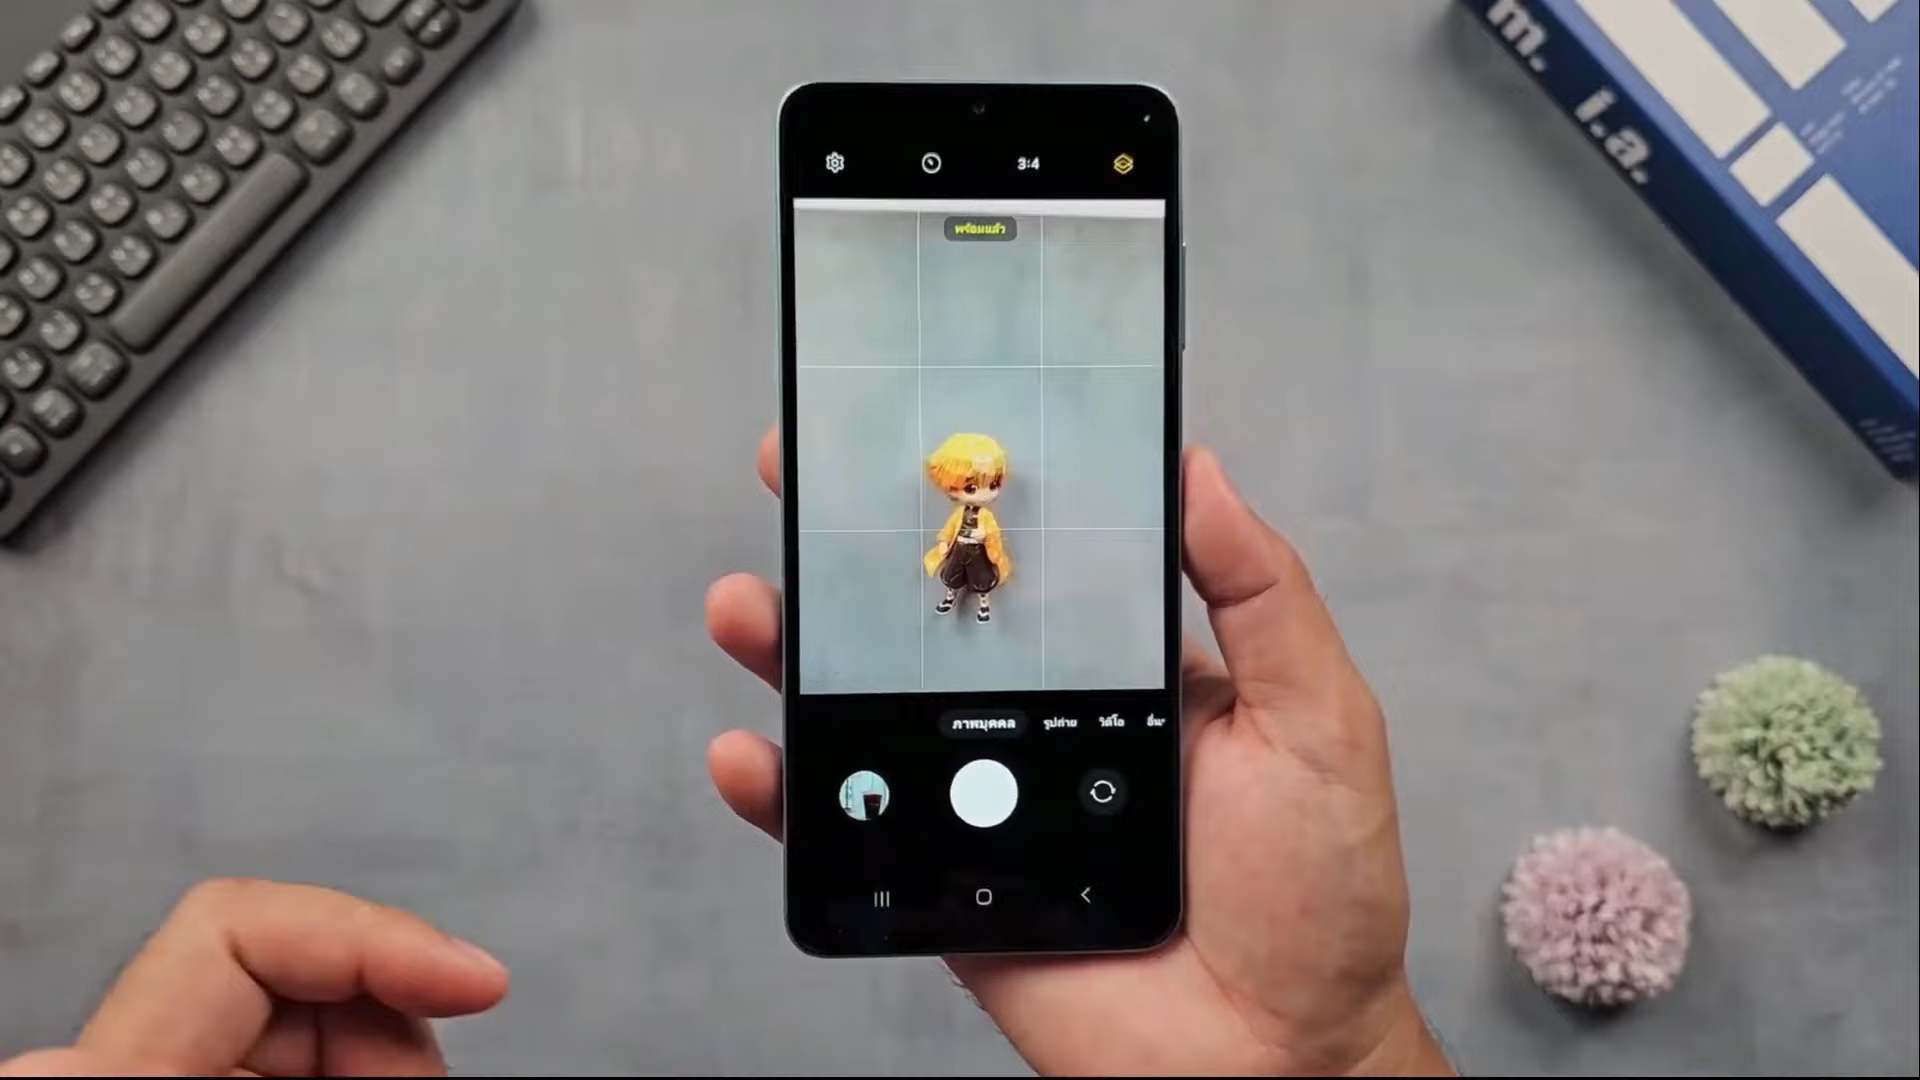 m.
i.a.
3:4
พร้อมแล้ว
ภาพบุคคล รูปถ่าย วิดีโอ